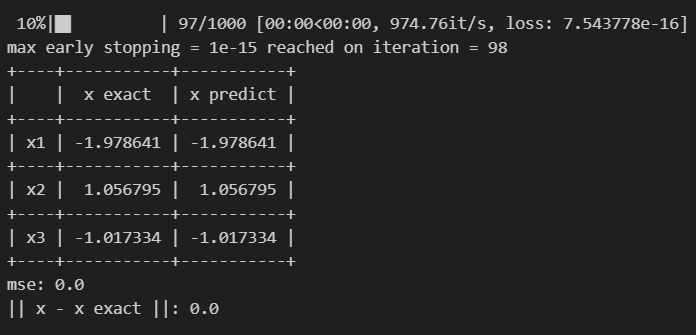 10%|█         | 97/1000 [00:00<00:00, 974.76it/s, loss: 7.543778e-16]
max early stopping = 1e-15 reached on iteration = 98
+----+-----------+-----------+
|    |  x exact  | x predict |
+----+-----------+-----------+
| x1 | -1.978641 | -1.978641 |
+----+-----------+-----------+
| x2 |  1.056795 |  1.056795 |
+----+-----------+-----------+
| x3 | -1.017334 | -1.017334 |
+----+-----------+-----------+
mse: 0.0
|| x - x exact ||: 0.0